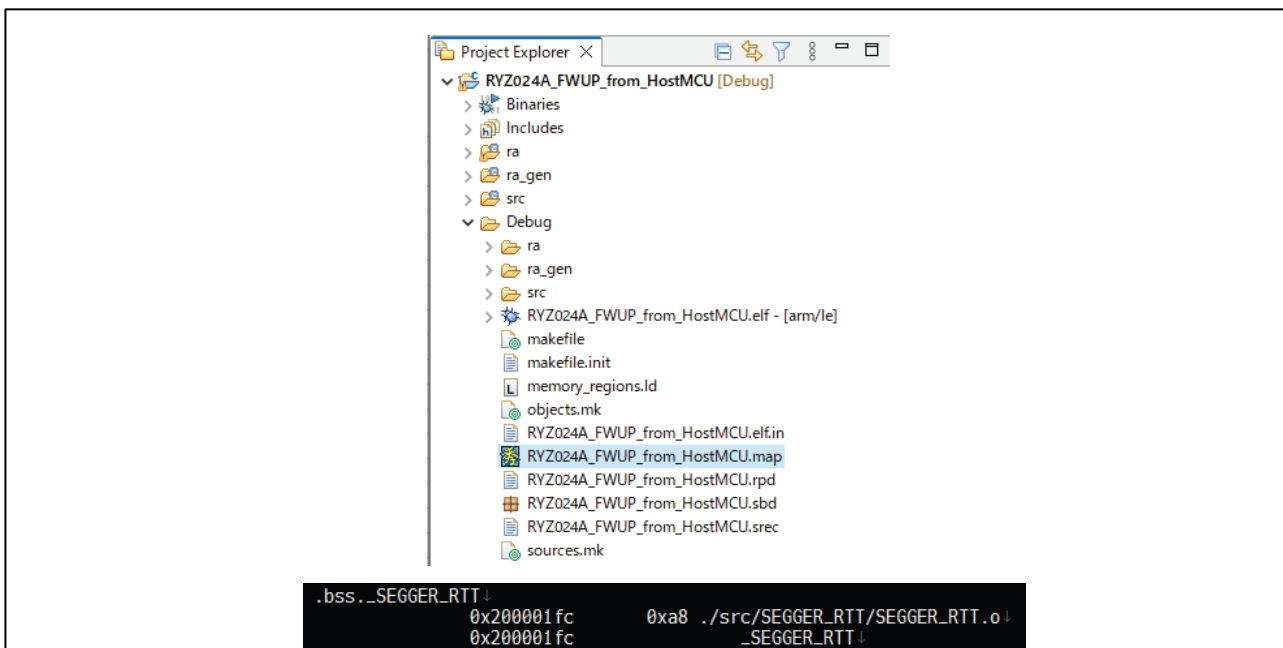 Project Explorer
RYZ024A_FWUP_from_HostMCU [Debug]
Binaries
Includes
ra
ra_gen
src
Debug
ra
ra_gen
src
RYZ024A_FWUP_from_HostMCU.elf - [arm/le]
makefile
makefile.init
memory_regions.ld
objects.mk
RYZ024A_FWUP_from_HostMCU.elf.in
RYZ024A_FWUP_from_HostMCU.map
RYZ024A_FWUP_from_HostMCU.rpd
RYZ024A_FWUP_from_HostMCU.sbd
RYZ024A_FWUP_from_HostMCU.srec
sources.mk
.bss._SEGGER_RTT↓
0x200001fc 0xa8 ./src/SEGGER_RTT/SEGGER_RTT.o↓
0x200001fc _SEGGER_RTT↓